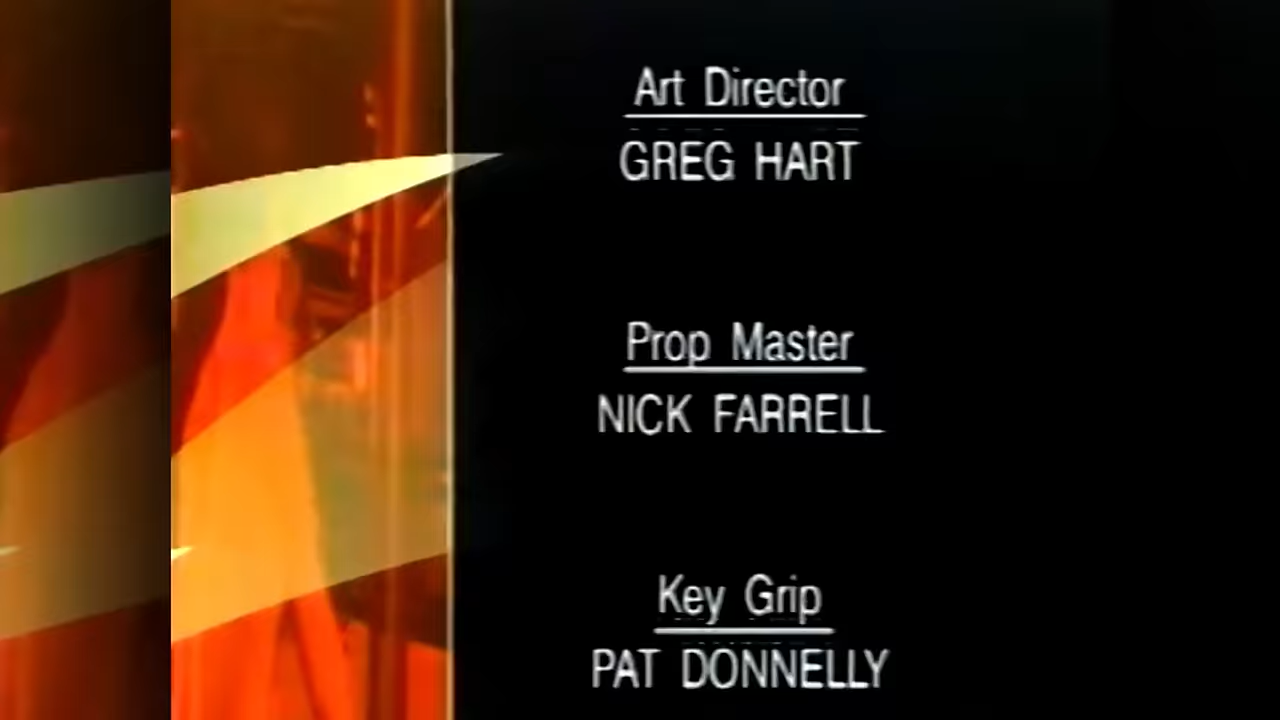 Art Director
GREG HART
Prop Master
NICK FARRELL
Key Grip
PAT DONNELLY